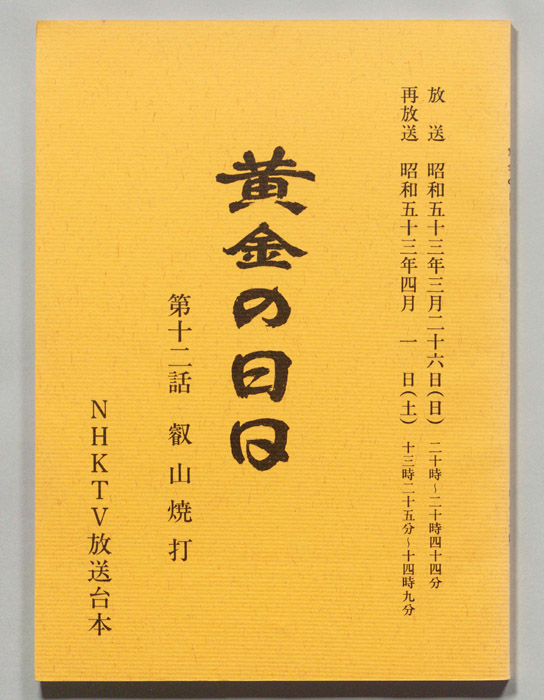 放　送　昭和五十三年三月二十六日（日）　二十時～二十時四十四分
再放送　昭和五十三年四月　一　日（土）　十三時二十五分～十四時九分
黄金の日日
第十二話　叡山焼打
NHKTV放送台本